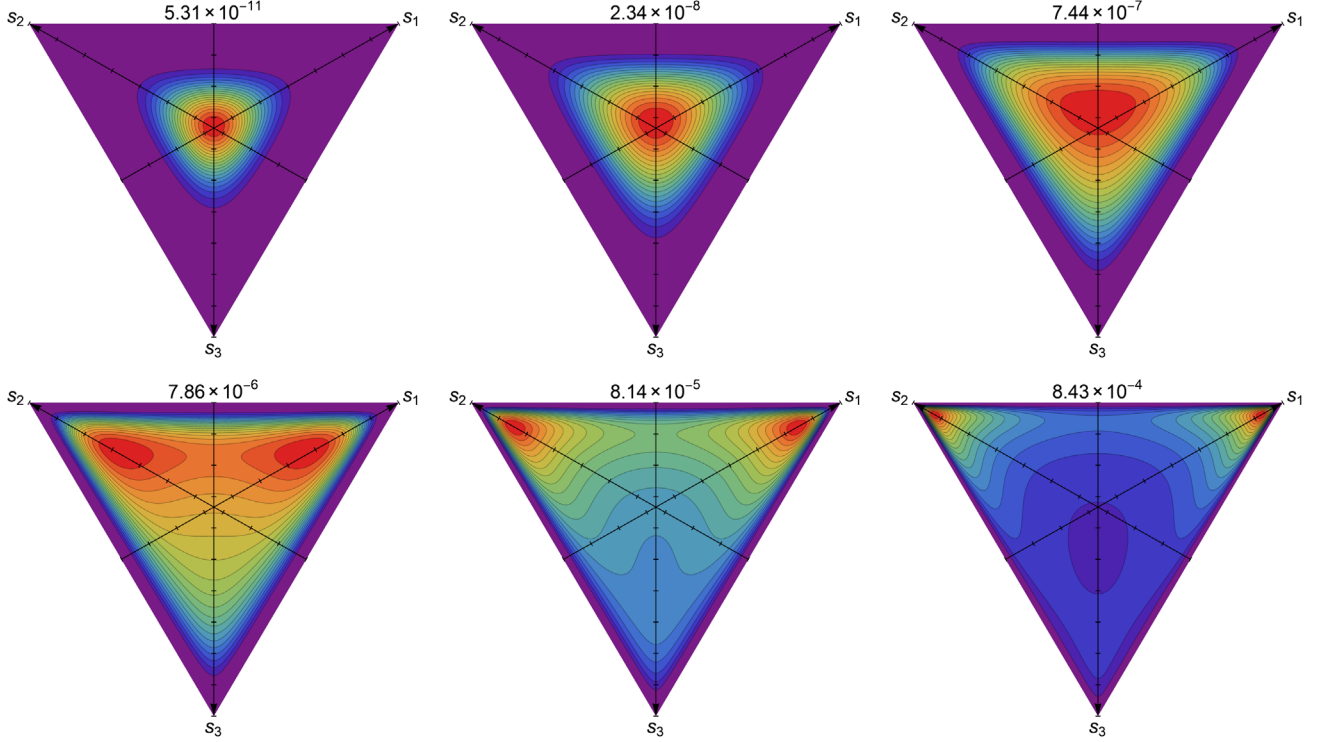 5.31×10⁻¹¹
s₂ s₁
s₃
2.34×10⁻⁸
s₂ s₁
s₃
7.44×10⁻⁷
s₂ s₁
s₃
7.86×10⁻⁶
s₂ s₁
s₃
8.14×10⁻⁵
s₂ s₁
s₃
8.43×10⁻⁴
s₂ s₁
s₃